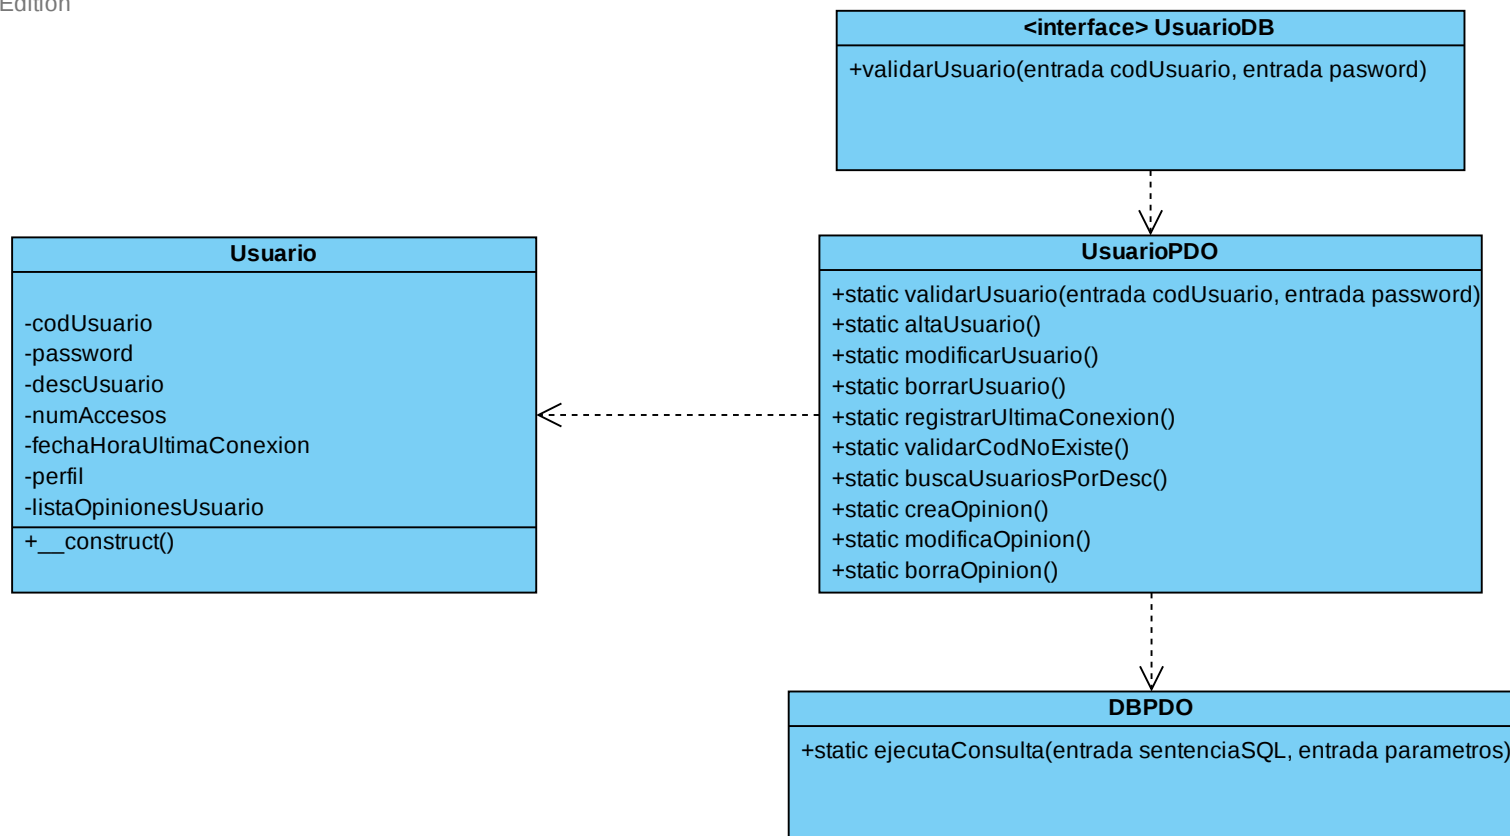 Edition
<interface> UsuarioDB
+validarUsuario(entrada codUsuario, entrada pasword)
Usuario
-codUsuario
-password
-descUsuario
-numAccesos
-fechaHoraUltimaConexion
-perfil
-listaOpinionesUsuario
+__construct()
UsuarioPDO
+static validarUsuario(entrada codUsuario, entrada password)
+static altaUsuario()
+static modificarUsuario()
+static borrarUsuario()
+static registrarUltimaConexion()
+static validarCodNoExiste()
+static buscaUsuariosPorDesc()
+static creaOpinion()
+static modificaOpinion()
+static borraOpinion()
DBPDO
+static ejecutaConsulta(entrada sentenciaSQL, entrada parametros)